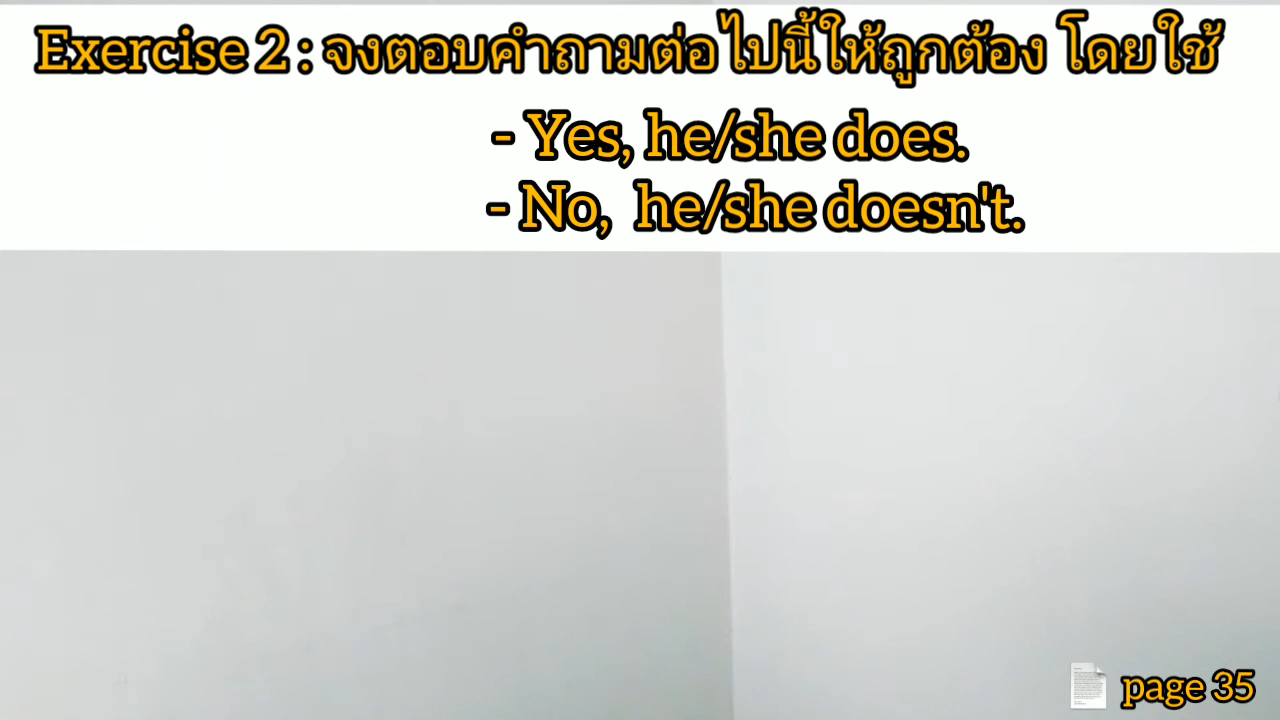 Exercise 2 : จงตอบคำถามต่อไปนี้ให้ถูกต้อง โดยใช้
- Yes, he/she does.
- No, he/she doesn't.
page 35